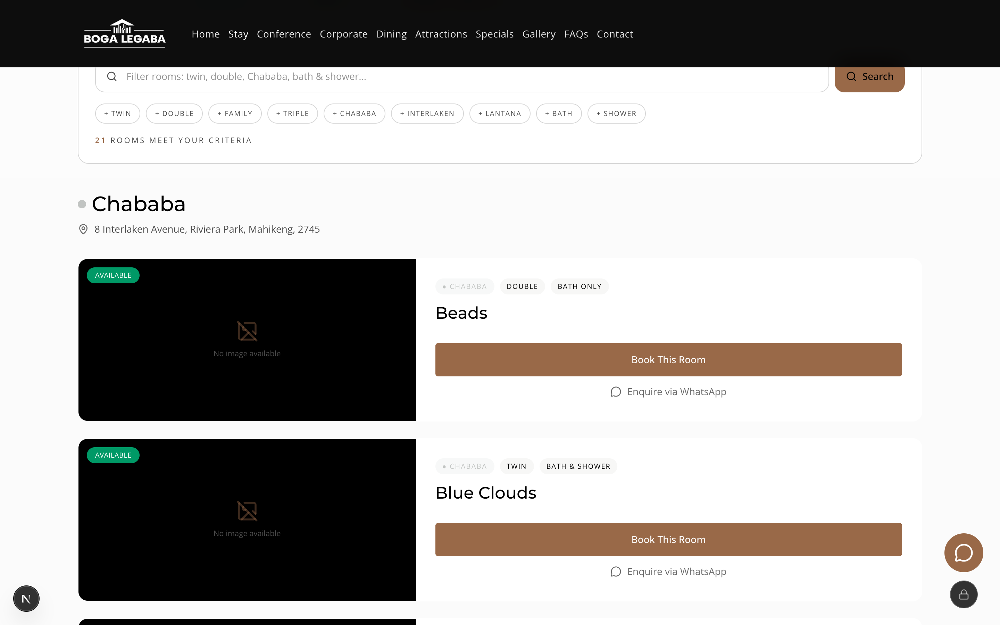 BOGA LEGABA
Home Stay Conference Corporate Dining Attractions Specials Gallery FAQs Contact
Filter rooms: twin, double, Chababa, bath & shower...
Search
+ TWIN + DOUBLE + FAMILY + TRIPLE + CHABABA + INTERLAKEN + LANTANA + BATH + SHOWER
21 ROOMS MEET YOUR CRITERIA
Chababa
8 Interlaken Avenue, Riviera Park, Mahikeng, 2745
AVAILABLE
No image available
CHABABA DOUBLE BATH ONLY
Beads
Book This Room
Enquire via WhatsApp
AVAILABLE
No image available
CHABABA TWIN BATH & SHOWER
Blue Clouds
Book This Room
Enquire via WhatsApp
N